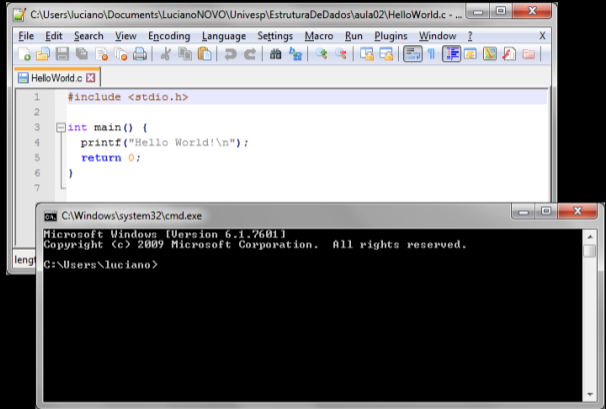 C:\Users\luciano\Documents\LucianoNOVO\Univesp\EstruturaDeDados\aula02\HelloWorld.c - ...
File Edit Search View Encoding Language Settings Macro Run Plugins Window ? X
HelloWorld.c
1 #include <stdio.h>
2
3 int main() {
4 printf("Hello World!\n");
5 return 0;
6 }
7
lengt
C:\Windows\system32\cmd.exe
Microsoft Windows [Version 6.1.7601]
Copyright (c) 2009 Microsoft Corporation. All rights reserved.
C:\Users\luciano>